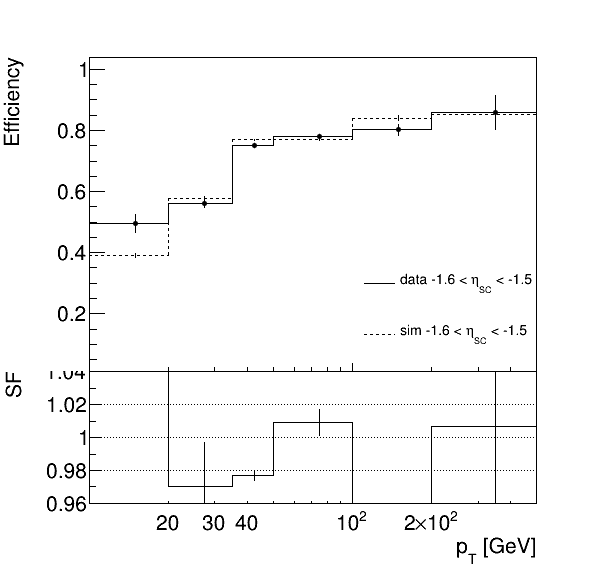 Efficiency
1
0.8
0.6
0.4
0.2
data -1.6 < η_SC < -1.5
sim -1.6 < η_SC < -1.5
SF
1.04
1.02
1
0.98
0.96
20 30 40 10² 2×10²
p_T [GeV]